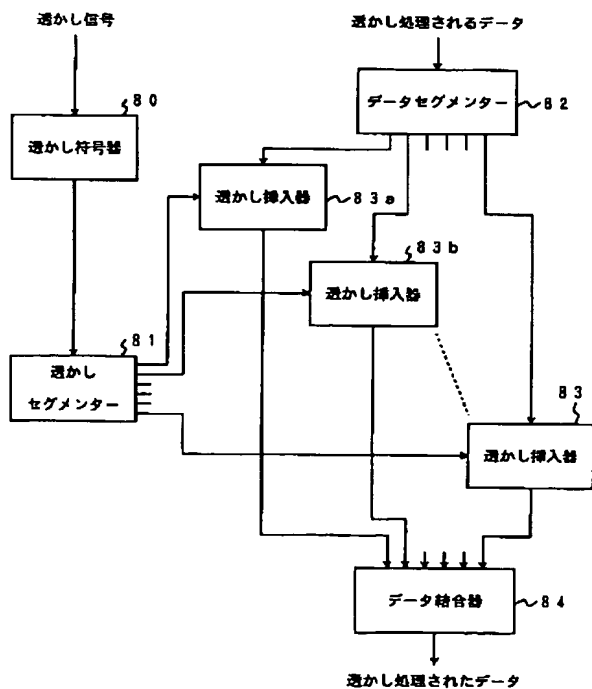 透かし信号
透かし処理されるデータ
80
透かし符号器
データセグメンター
82
透かし挿入器
83a
83b
透かし挿入器
81
透かし
セグメンター
83
透かし挿入器
データ結合器
84
透かし処理されたデータ